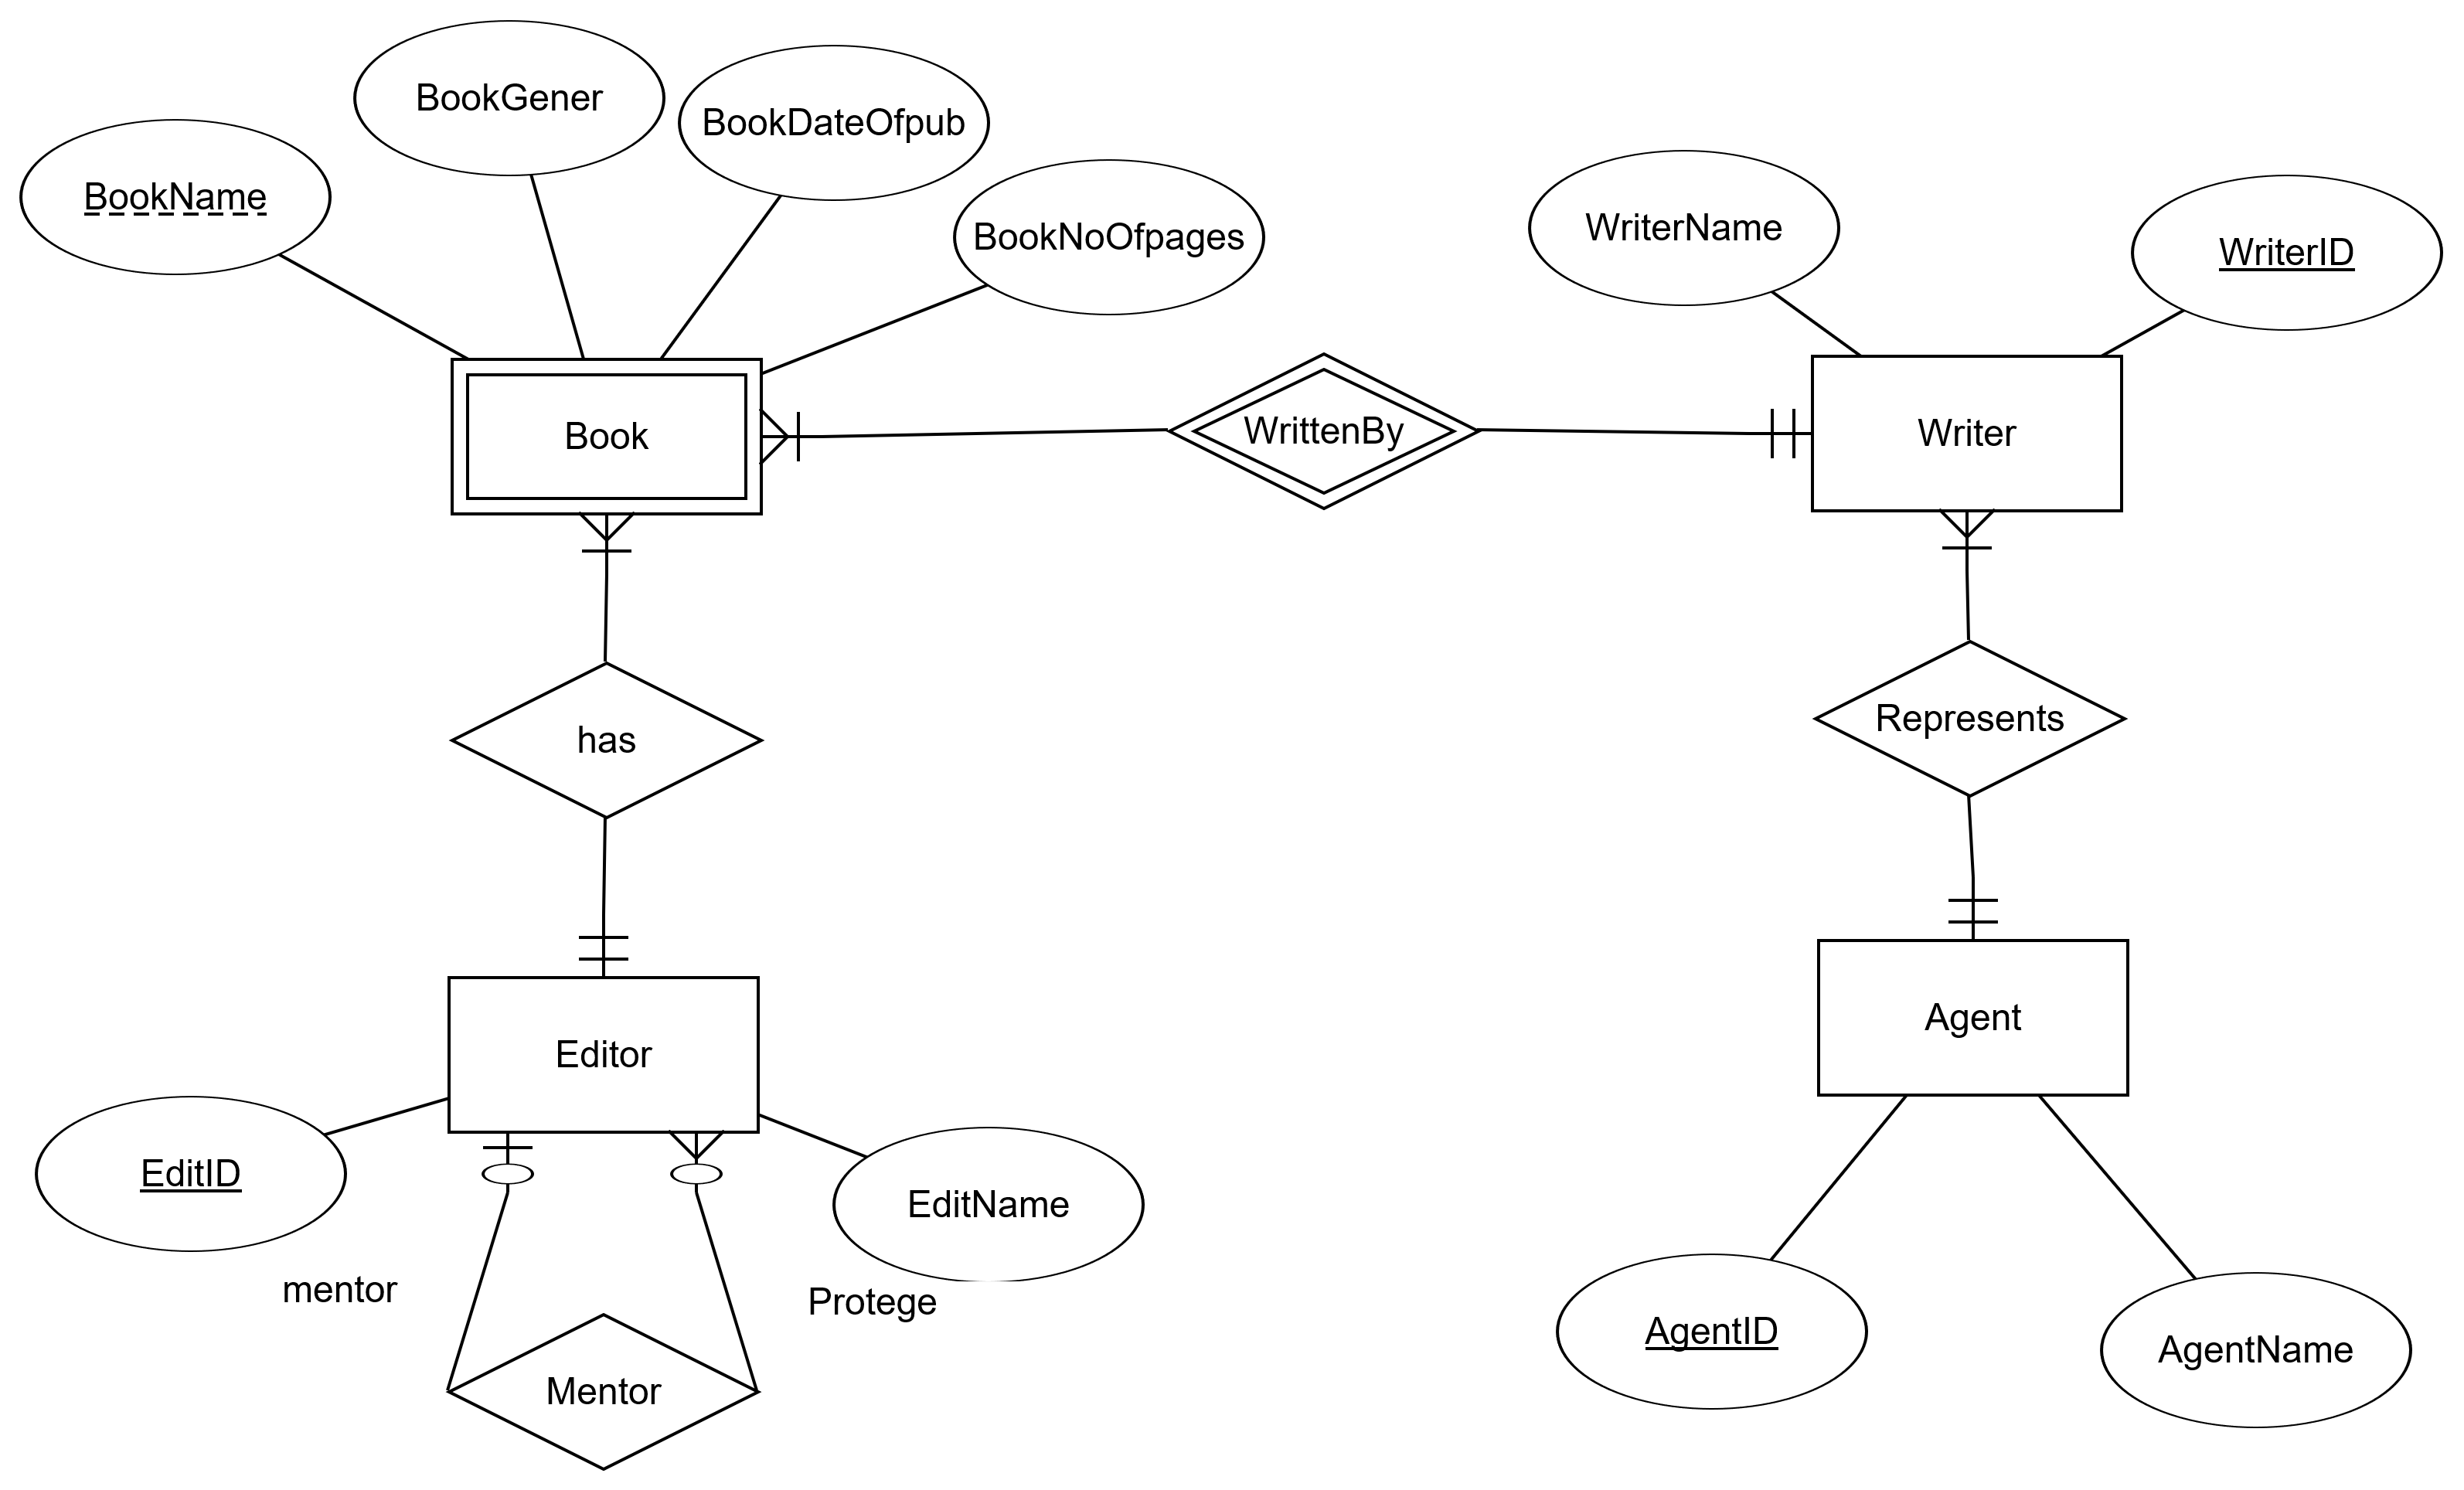 BookGener
BookDateOfpub
BookName
BookNoOfpages
WriterName
WriterID
Book
WrittenBy
Writer
has
Represents
Editor
Agent
EditID
EditName
mentor
Protege
Mentor
AgentID
AgentName